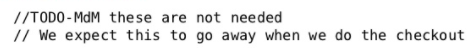 //TODO-MdM these are not needed
// We expect this to go away when we do the checkout